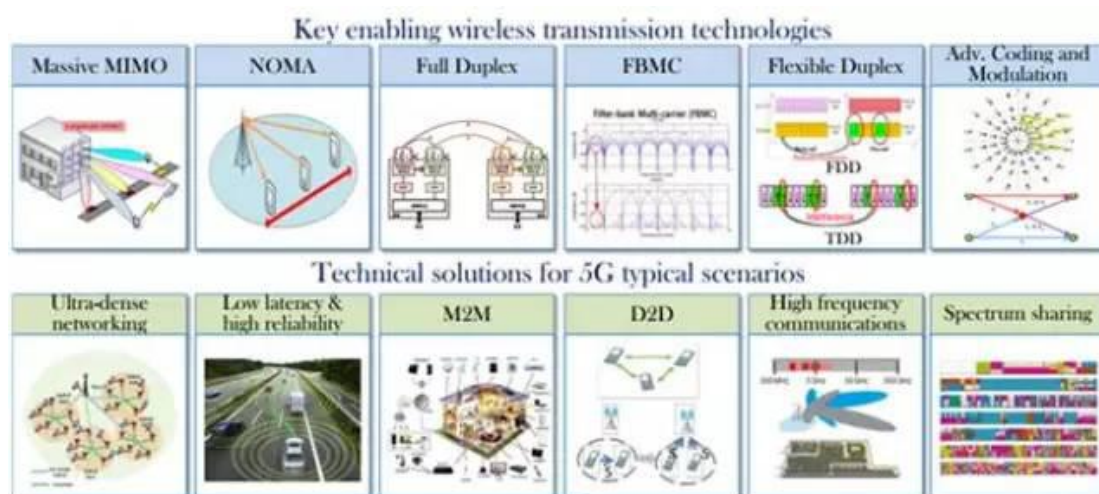 Key enabling wireless transmission technologies
Massive MIMO
NOMA
Full Duplex
FBMC
Flexible Duplex
Adv. Coding and
Modulation
Filter-bank Multi-carrier (FBMC)
FDD
TDD
Technical solutions for 5G typical scenarios
Ultra-dense
networking
Low latency &
high reliability
M2M
D2D
High frequency
communications
Spectrum sharing